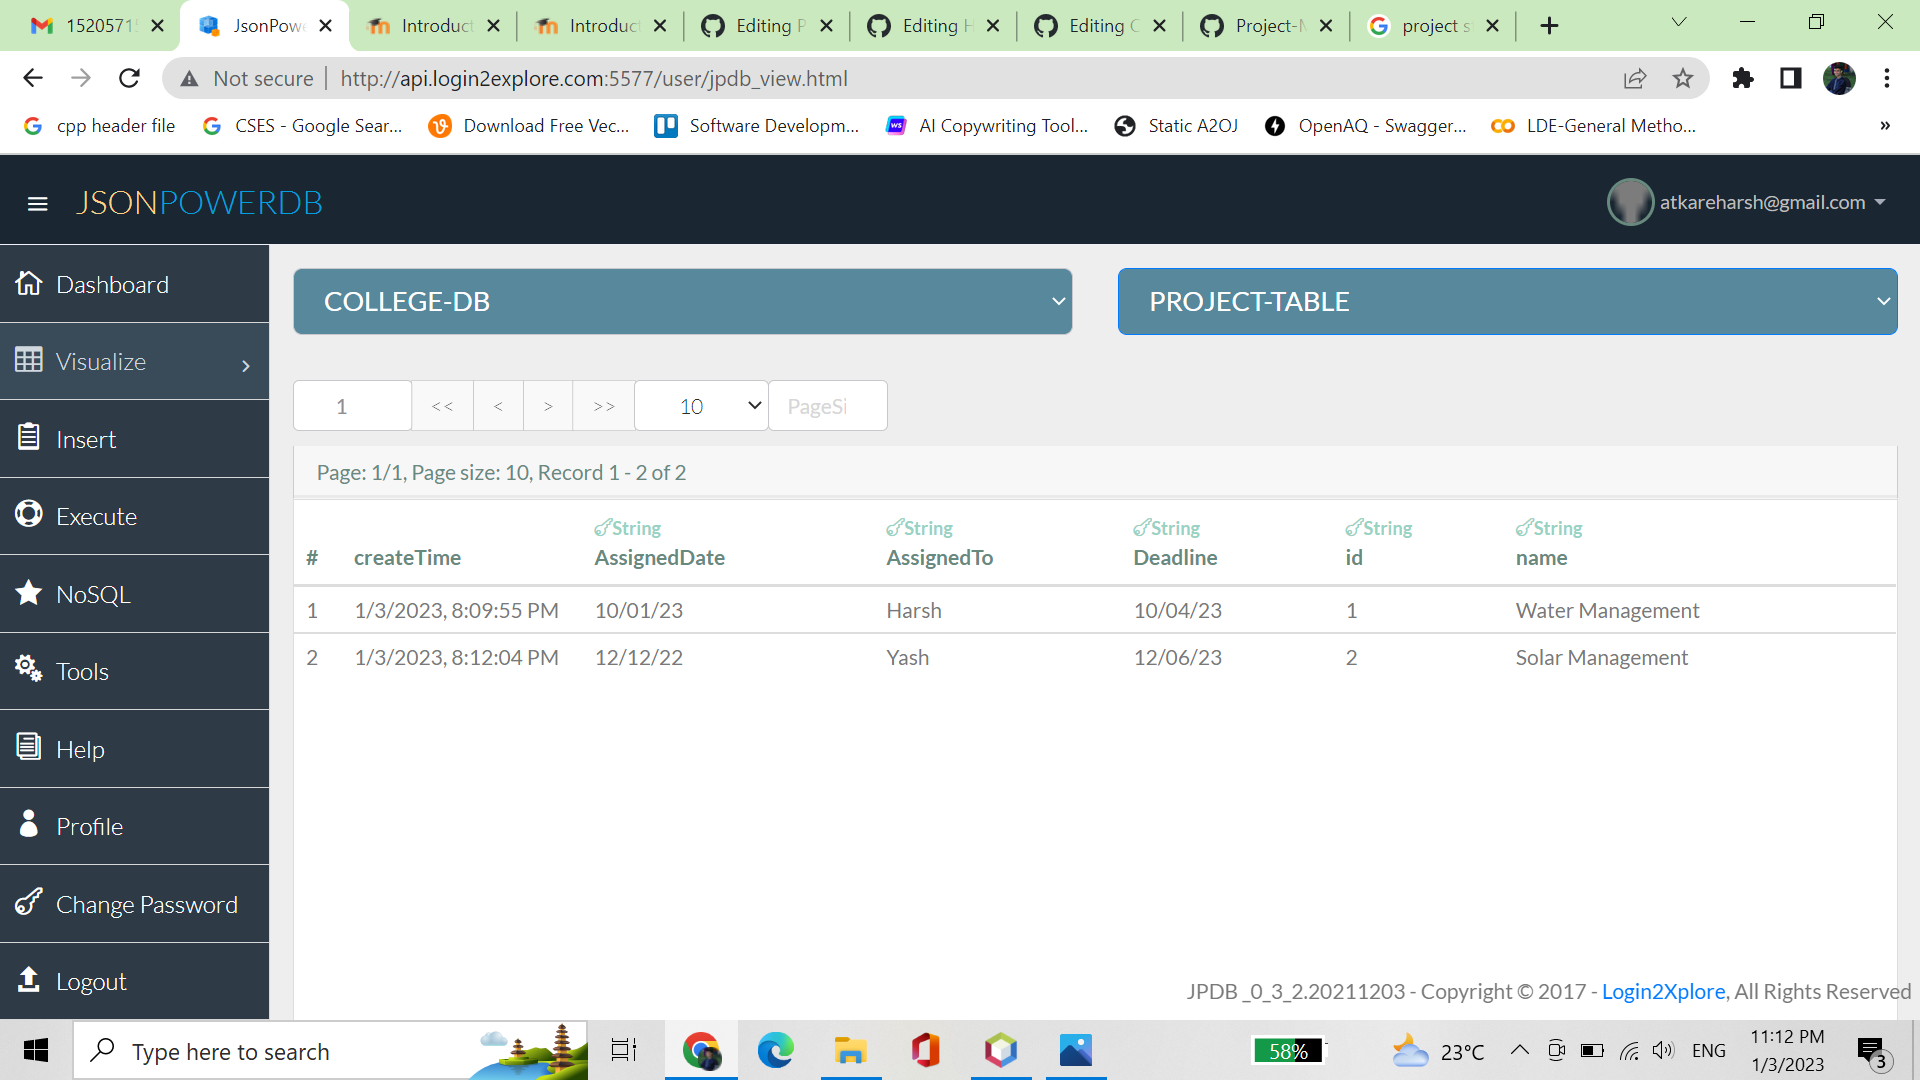 1520571
JsonPow
Introduct
Introduc
Editing P
Editing H
Editing C
Project-M
project s
Not secure
http://api.login2explore.com:5577/user/jpdb_view.html
cpp header file
CSES - Google Sear...
Download Free Vec...
Software Developm...
AI Copywriting Tool...
Static A2OJ
OpenAQ - Swagger...
LDE-General Metho...
»
JSONPOWERDB
atkareharsh@gmail.com
Dashboard
Visualize
Insert
Execute
NoSQL
Tools
Help
Profile
Change Password
Logout
COLLEGE-DB
PROJECT-TABLE
1 << < > >> 10 PageSi
Page: 1/1, Page size: 10, Record 1 - 2 of 2
String String String String String
# createTime AssignedDate AssignedTo Deadline id name
1 1/3/2023, 8:09:55 PM 10/01/23 Harsh 10/04/23 1 Water Management
2 1/3/2023, 8:12:04 PM 12/12/22 Yash 12/06/23 2 Solar Management
JPDB _0_3_2.20211203 - Copyright © 2017 - Login2Xplore, All Rights Reserved
Type here to search
58%
23°C
ENG
11:12 PM
1/3/2023
3